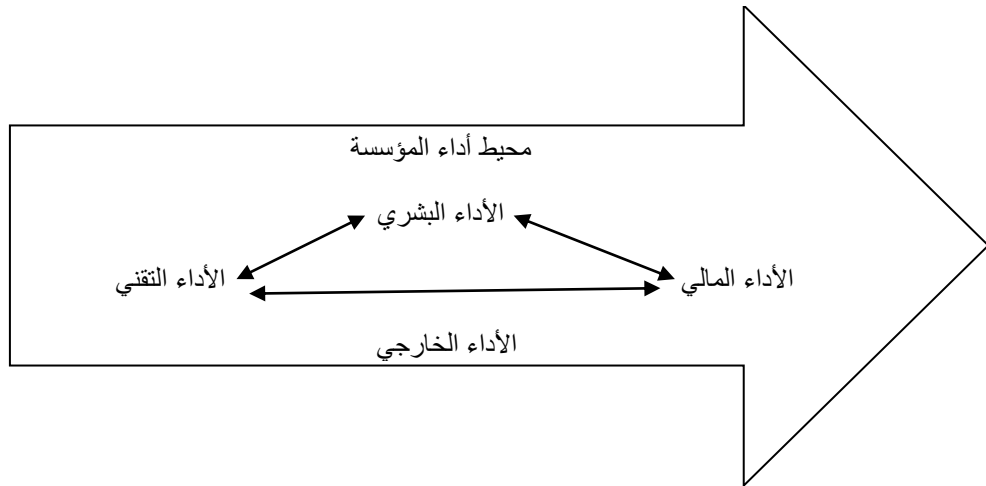 محيط أداء المؤسسة
الأداء البشري
الأداء المالي
الأداء التقني
الأداء الخارجي